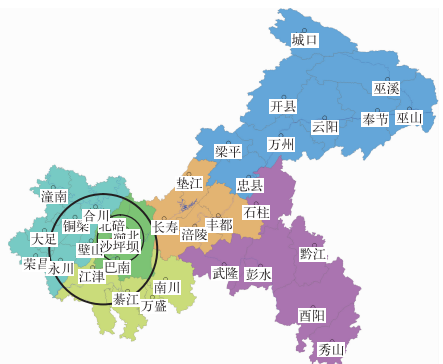 城口
巫溪
开县
奉节
巫山
云阳
万州
梁平
垫江
忠县
潼南
石柱
合川
铜梁
北碚
长寿
丰都
涪陵
大足
璧山
沙坪坝
黔江
荣昌
永川
巴南
江津
武隆
彭水
南川
綦江
万盛
酉阳
秀山